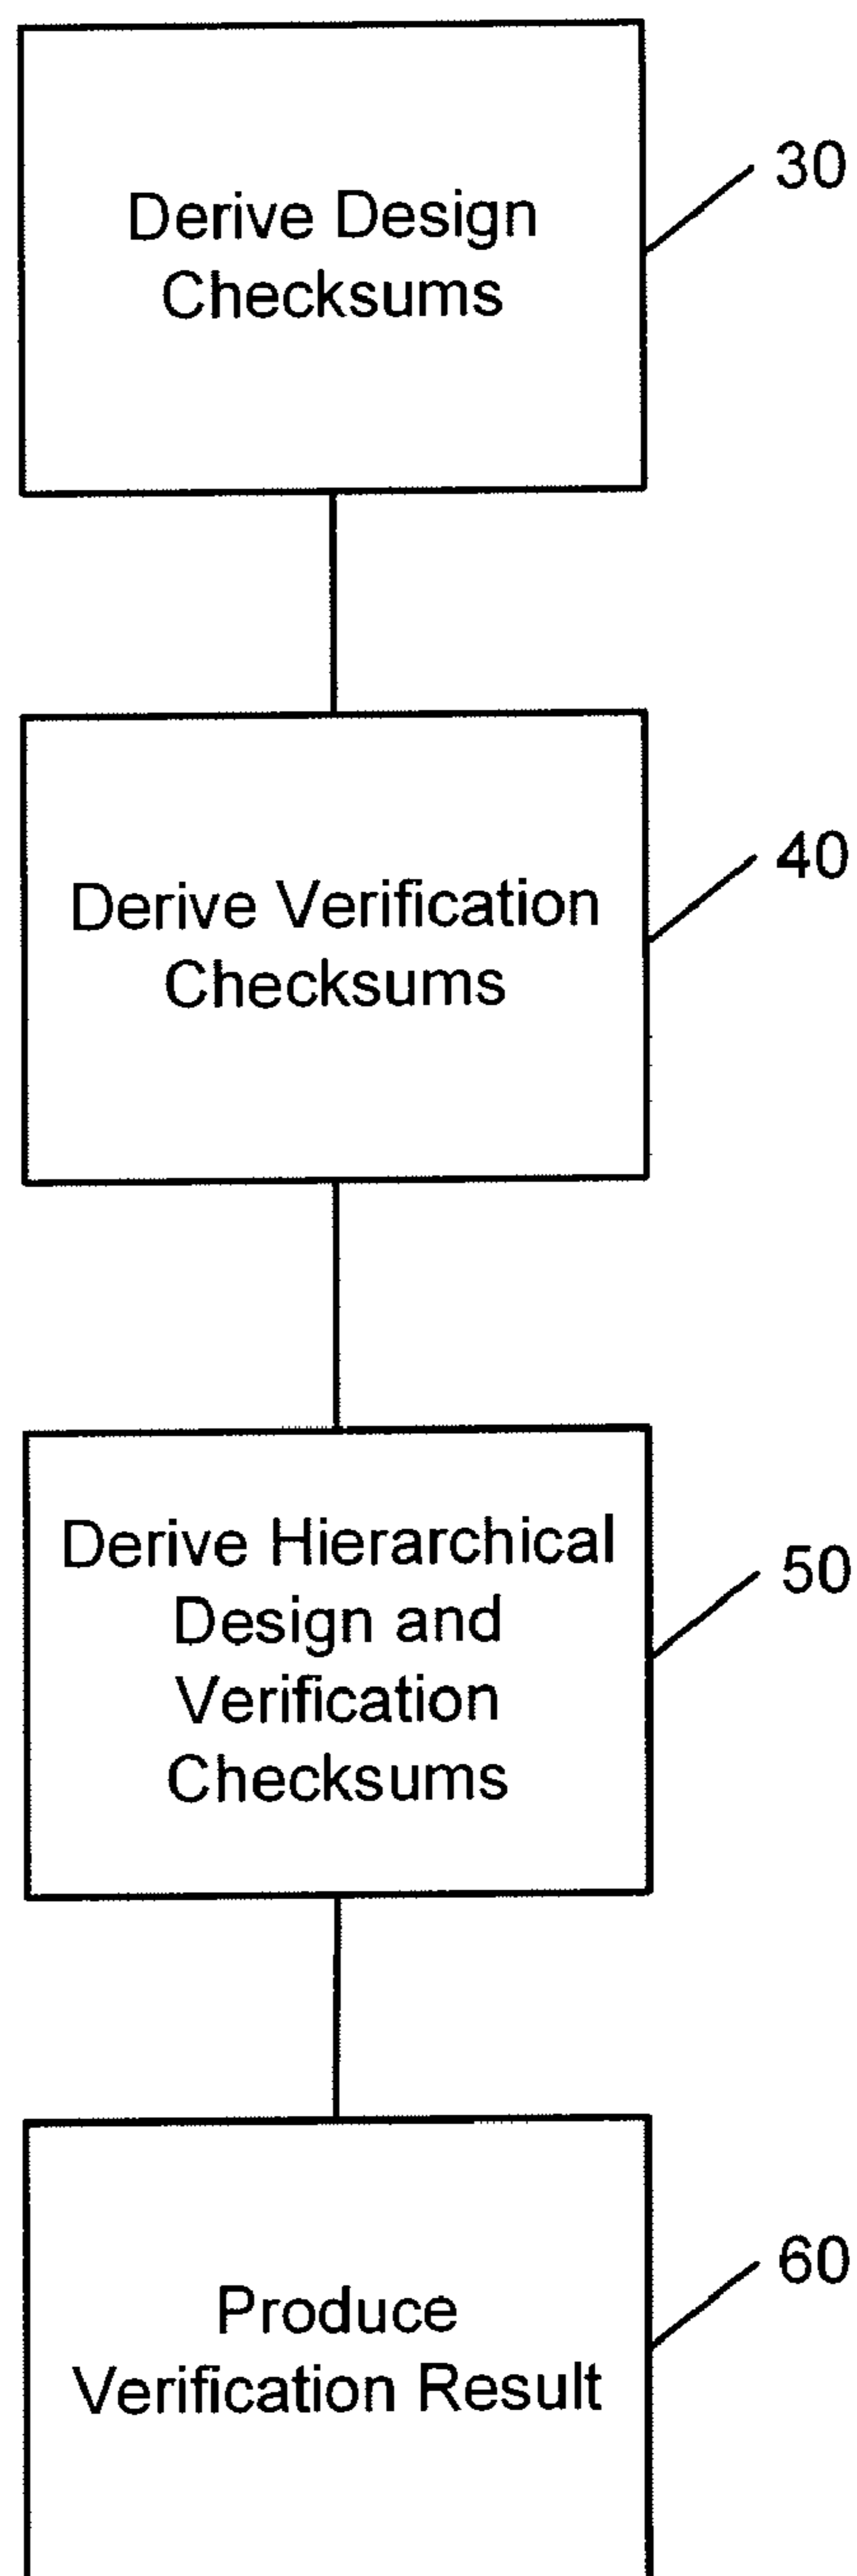 30
Derive Design
Checksums
40
Derive Verification
Checksums
50
Derive Hierarchical
Design and
Verification
Checksums
60
Produce
Verification Result